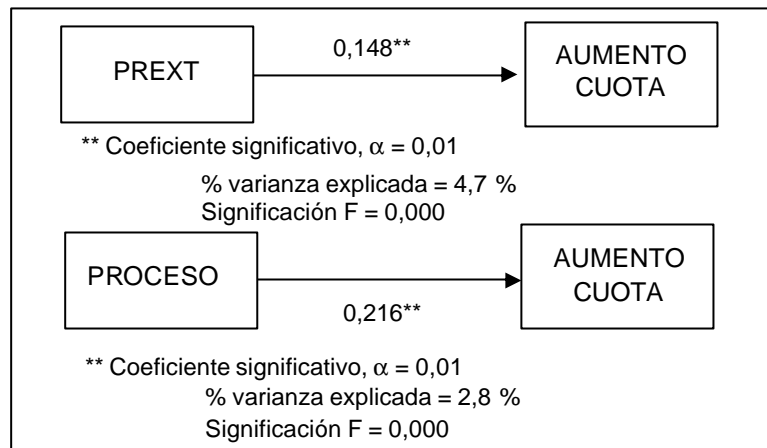 PREXT
0,148**
AUMENTO
CUOTA
** Coeficiente significativo, α = 0,01
% varianza explicada = 4,7 %
Significación F = 0,000
PROCESO
0,216**
AUMENTO
CUOTA
** Coeficiente significativo, α = 0,01
% varianza explicada = 2,8 %
Significación F = 0,000